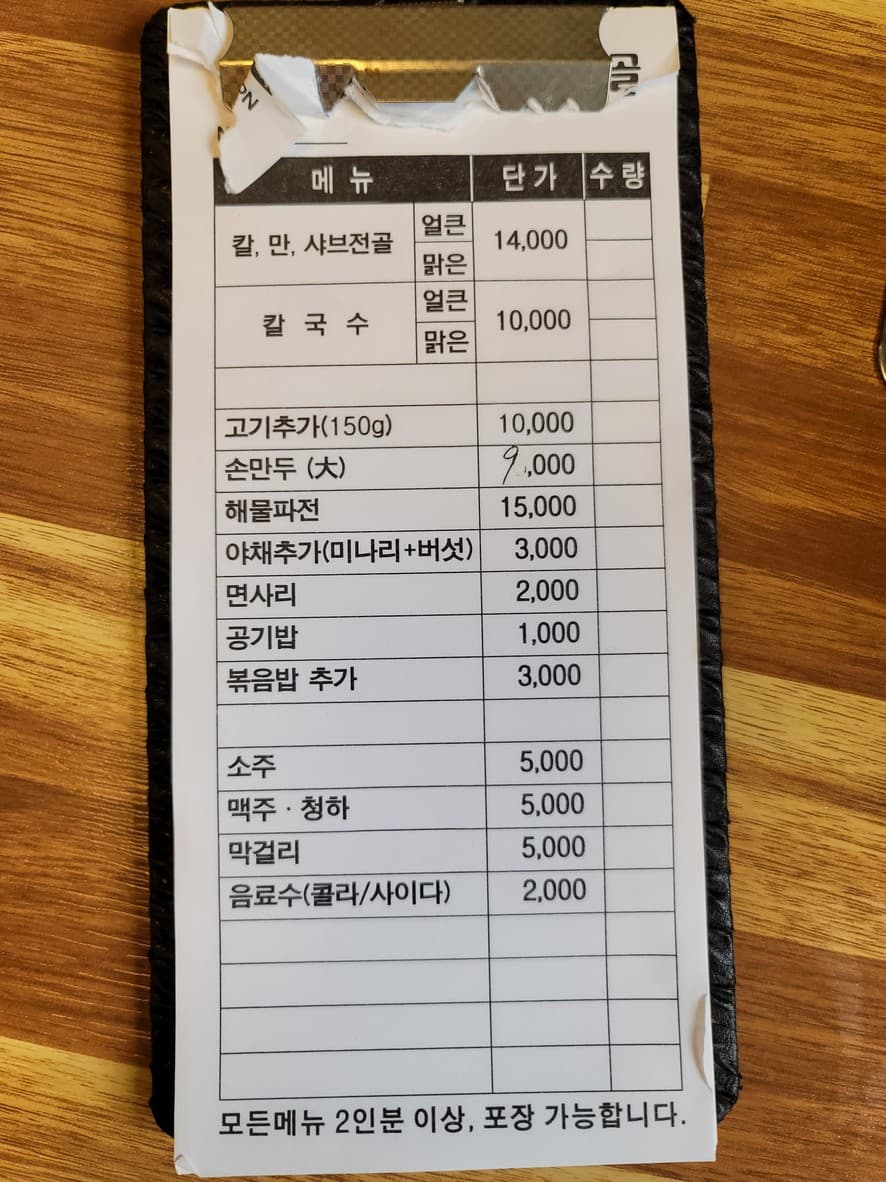 골
메뉴 단가 수량
칼, 만, 샤브전골 얼큰 14,000
맑은
칼국수 얼큰 10,000
맑은
고기추가(150g) 10,000
손만두 (大) 9,000
해물파전 15,000
야채추가(미나리+버섯) 3,000
면사리 2,000
공기밥 1,000
볶음밥 추가 3,000
소주 5,000
맥주 · 청하 5,000
막걸리 5,000
음료수(콜라/사이다) 2,000
모든메뉴 2인분 이상, 포장 가능합니다.